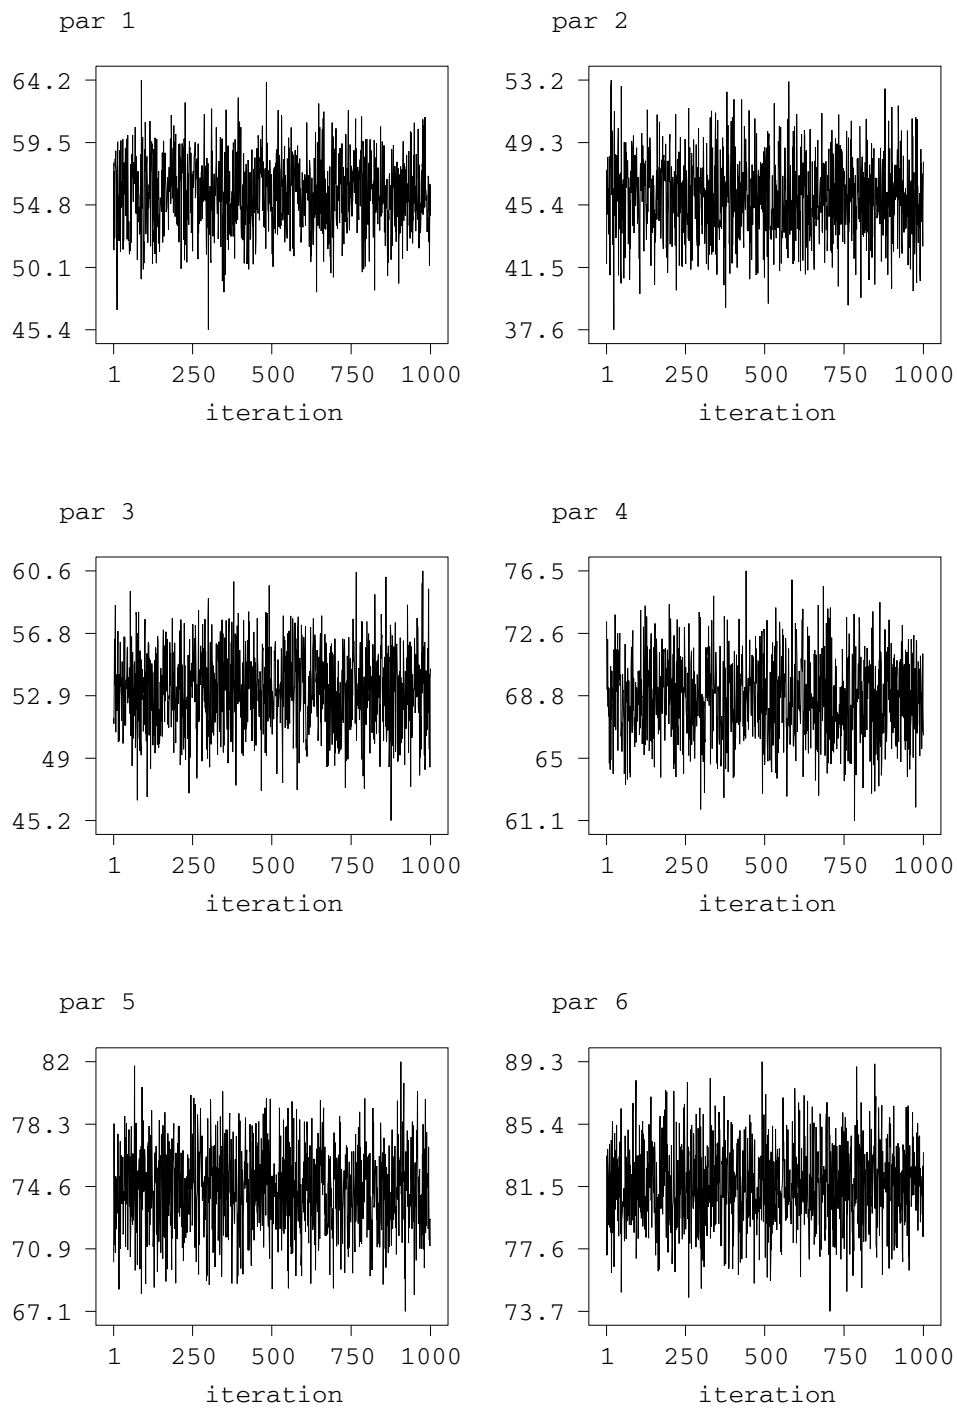 par 1
64.2
59.5
54.8
50.1
45.4
1 250 500 750 1000
iteration
par 2
53.2
49.3
45.4
41.5
37.6
1 250 500 750 1000
iteration
par 3
60.6
56.8
52.9
49
45.2
1 250 500 750 1000
iteration
par 4
76.5
72.6
68.8
65
61.1
1 250 500 750 1000
iteration
par 5
82
78.3
74.6
70.9
67.1
1 250 500 750 1000
iteration
par 6
89.3
85.4
81.5
77.6
73.7
1 250 500 750 1000
iteration